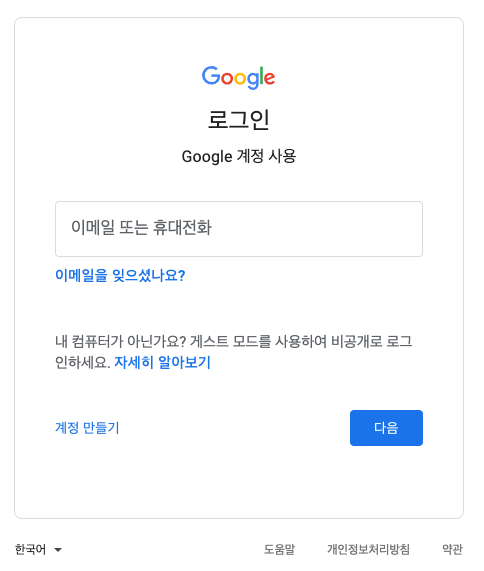 Google
로그인
Google 계정 사용
이메일 또는 휴대전화
이메일을 잊으셨나요?
내 컴퓨터가 아닌가요? 게스트 모드를 사용하여 비공개로 로그
인하세요. 자세히 알아보기
계정 만들기
다음
한국어
도움말
개인정보처리방침
약관